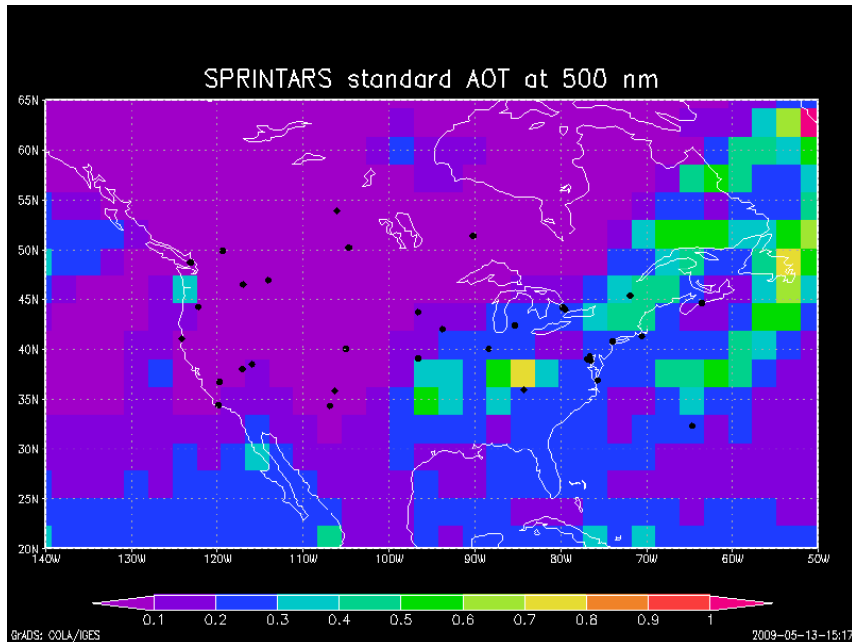 SPRINTARS standard AOT at 500 nm
65N
60N
55N
50N
45N
40N
35N
30N
25N
20N
140W 130W 120W 110W 100W 90W 80W 70W 60W 50W
0.1 0.2 0.3 0.4 0.5 0.6 0.7 0.8 0.9 1
GrADS: COLA/IGES 2009-05-13-15:17